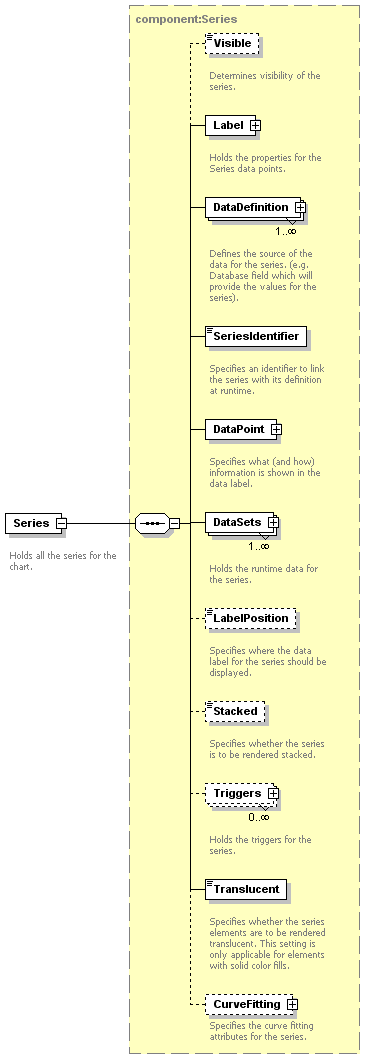 component:Series
Visible
Determines visibility of the
series.
Label
Holds the properties for the
Series data points.
DataDefinition
1..∞
Defines the source of the
data for the series. (e.g.
Database field which will
provide the values for the
series).
SeriesIdentifier
Specifies an identifier to link
the series with its definition
at runtime.
DataPoint
Specifies what (and how)
information is shown in the
data label.
Series
Holds all the series for the
chart.
DataSets
1..∞
Holds the runtime data for
the series.
LabelPosition
Specifies where the data
label for the series should be
displayed.
Stacked
Specifies whether the series
is to be rendered stacked.
Triggers
0..∞
Holds the triggers for the
series.
Translucent
Specifies whether the series
elements are to be rendered
translucent. This setting is
only applicable for elements
with solid color fills.
CurveFitting
Specifies the curve fitting
attributes for the series.